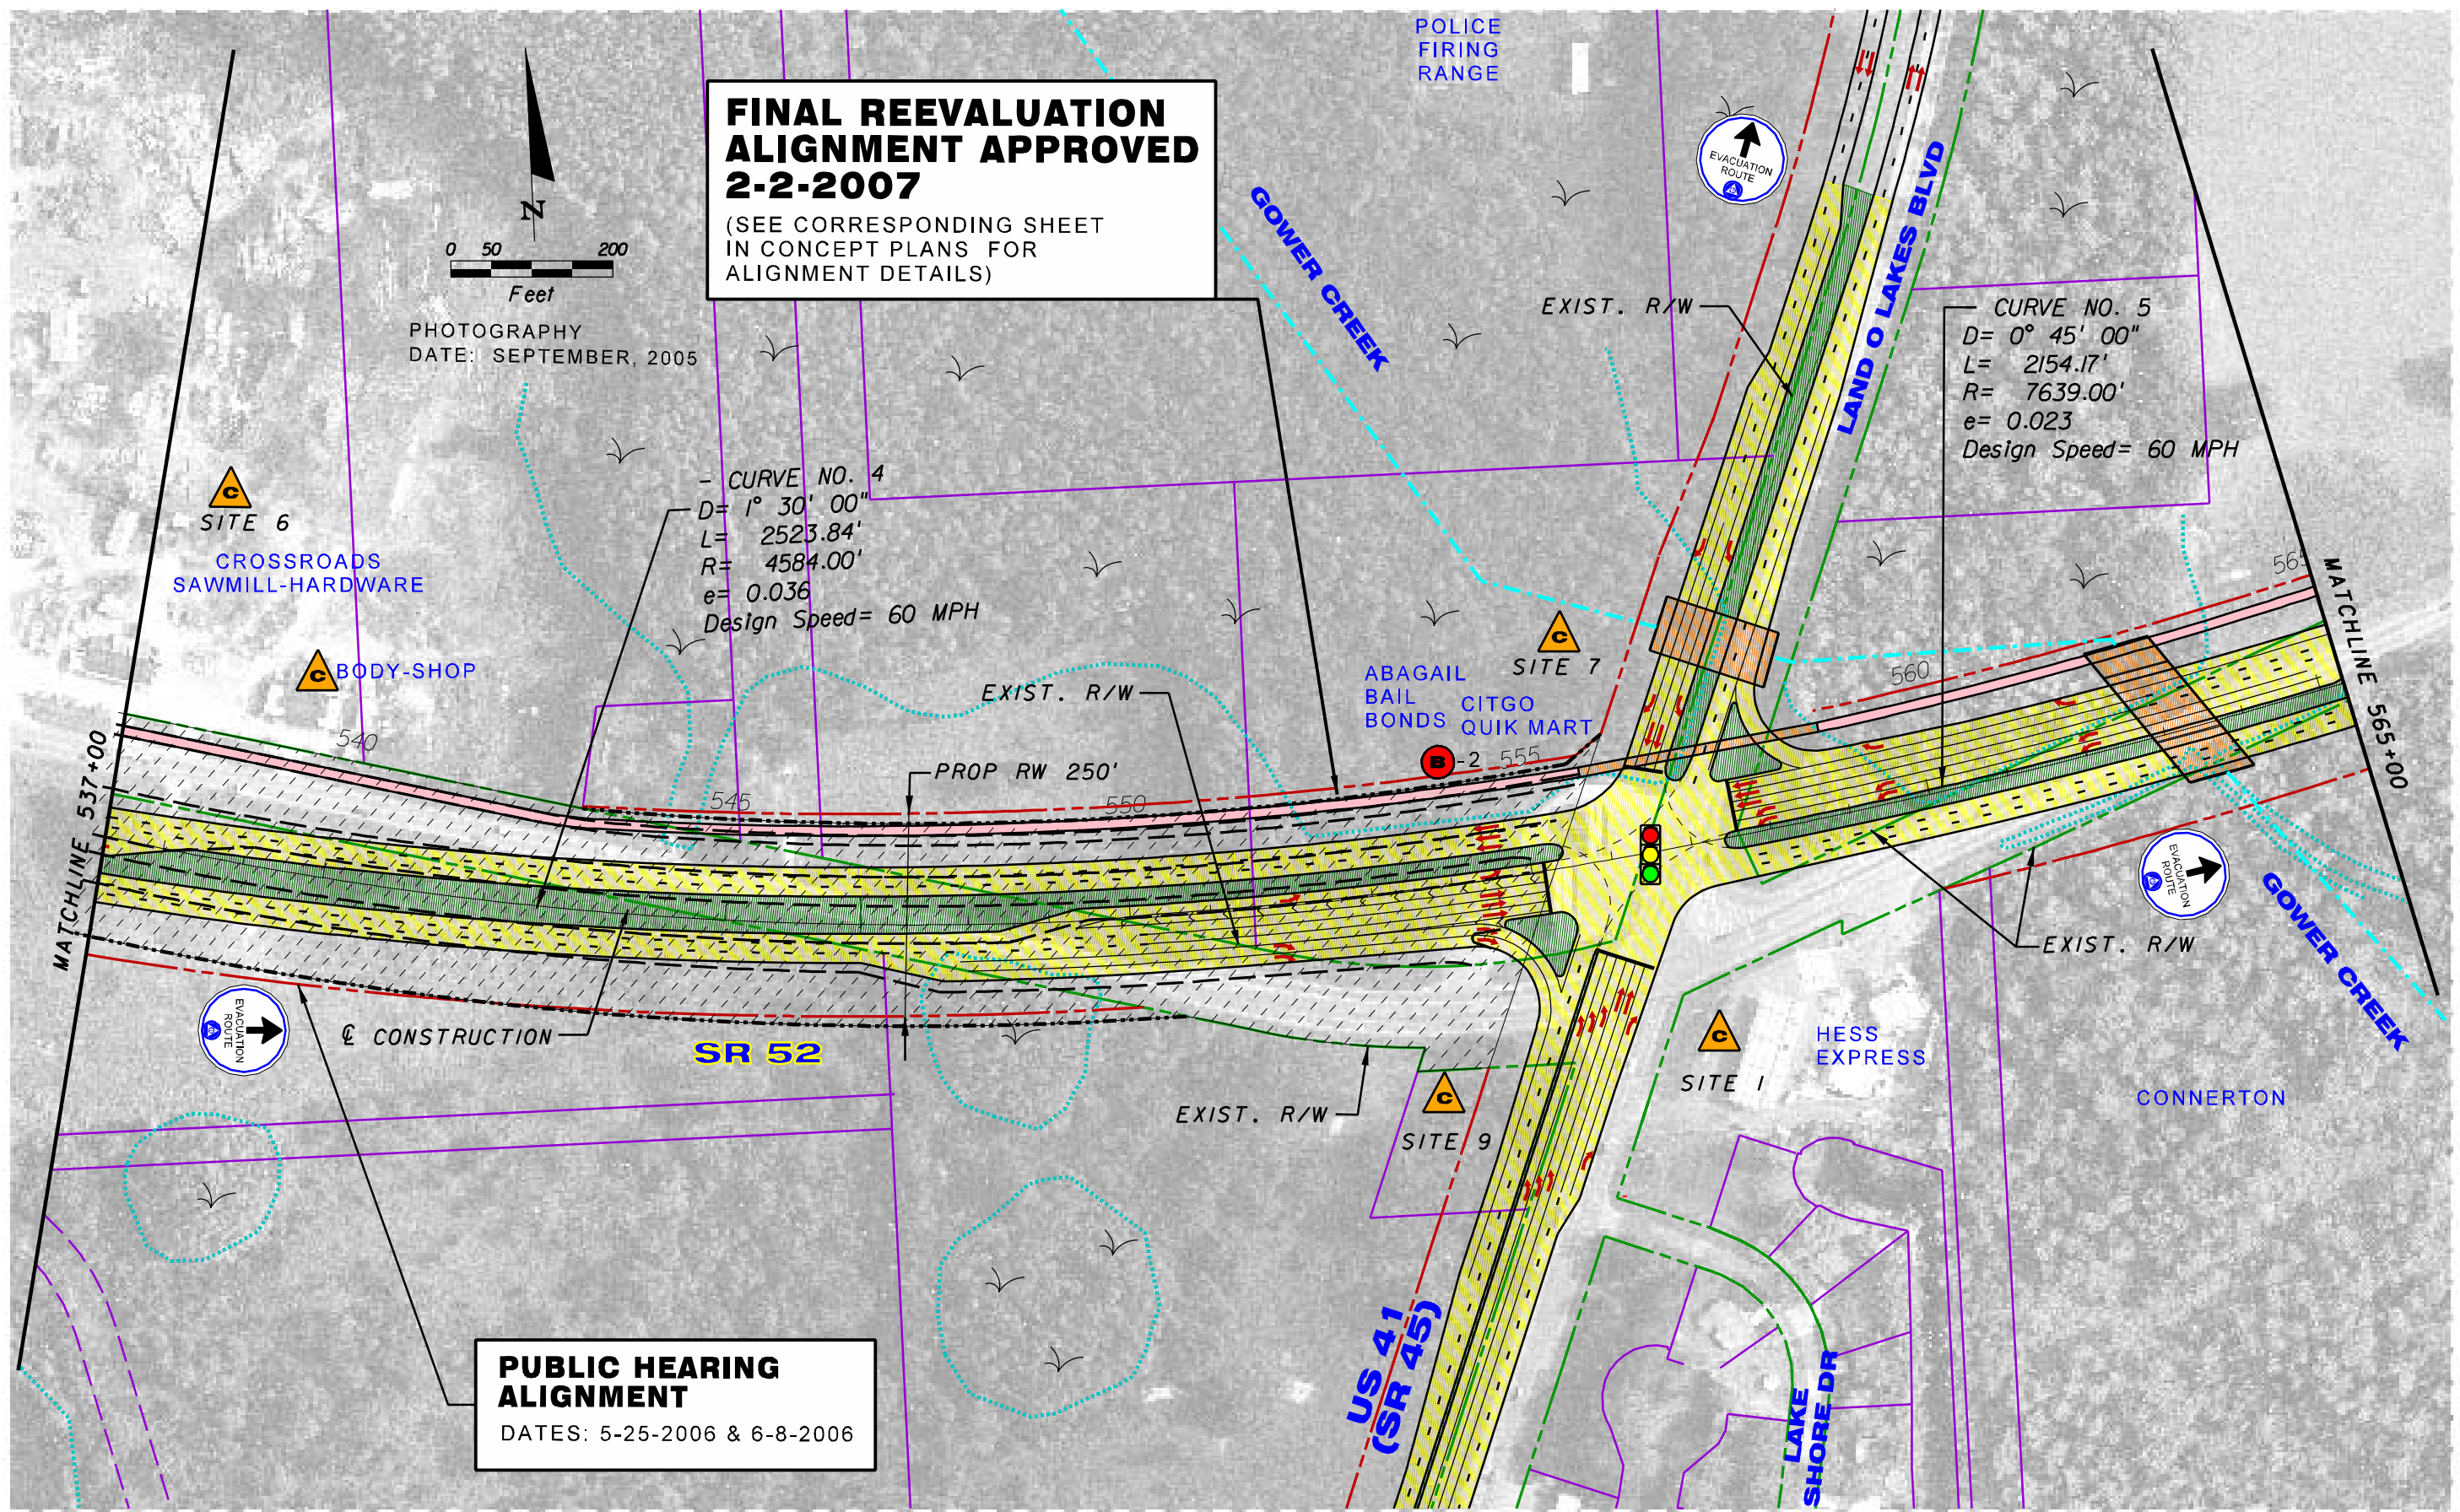 POLICE
FIRING
RANGE
FINAL REEVALUATION
ALIGNMENT APPROVED
2-2-2007
(SEE CORRESPONDING SHEET
IN CONCEPT PLANS FOR
ALIGNMENT DETAILS)
N
0 50 200
Feet
PHOTOGRAPHY
DATE: SEPTEMBER, 2005
GOWER CREEK
EVACUATION
ROUTE
LAND O LAKES BLVD
EXIST. R/W
CURVE NO. 5
D= 0° 45' 00"
L= 2154.17'
R= 7639.00'
e= 0.023
Design Speed= 60 MPH
- CURVE NO. 4
D= 1° 30' 00"
L= 2523.84'
R= 4584.00'
e= 0.036
Design Speed= 60 MPH
C
SITE 6
CROSSROADS
SAWMILL-HARDWARE
C
BODY-SHOP
C
SITE 7
ABAGAIL
BAIL
BONDS
CITGO
QUIK MART
B-2
EXIST. R/W
PROP RW 250'
540
545
550
555
560
565
MATCHLINE 537+00
MATCHLINE 565+00
EVACUATION
ROUTE
EVACUATION
ROUTE
℄ CONSTRUCTION
SR 52
EXIST. R/W
EXIST. R/W
GOWER CREEK
C
SITE 9
C
SITE 1
HESS
EXPRESS
CONNERTON
PUBLIC HEARING
ALIGNMENT
DATES: 5-25-2006 & 6-8-2006
US 41
(SR 45)
LAKE
SHORE DR